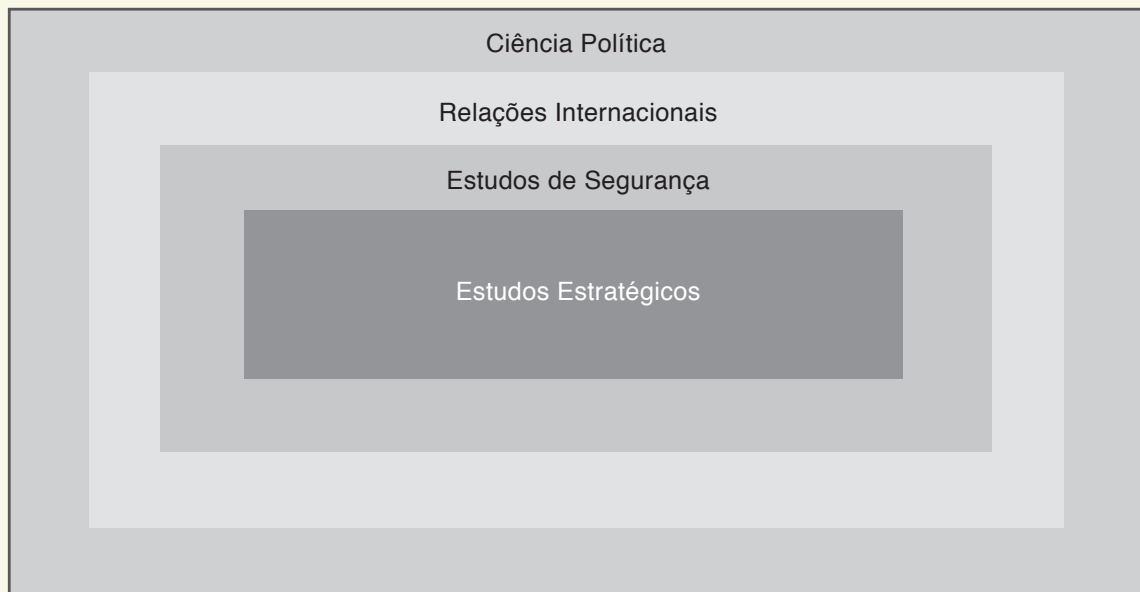 Ciência Política
Relações Internacionais
Estudos de Segurança
Estudos Estratégicos